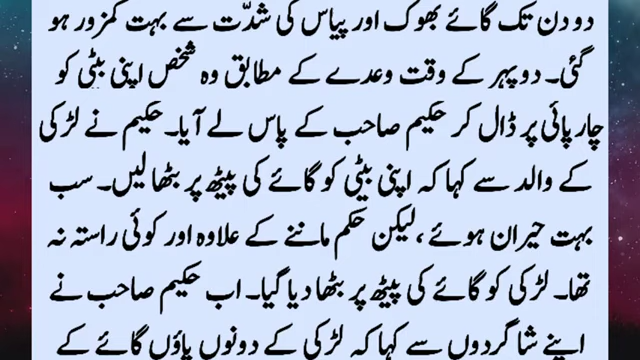 دو دن تک گائے بھوک اور پیاس کی شدّت سے بہت کمزور ہو
گئی۔ دوپہر کے وقت وعدے کے مطابق وہ شخص اپنی بیٹی کو
چارپائی پر ڈال کر حکیم صاحب کے پاس لے آیا۔ حکیم نے لڑکی
کے والد سے کہا کہ اپنی بیٹی کو گائے کی پیٹھ پر بٹھا لیں۔ سب
بہت حیران ہوئے، لیکن حکم ماننے کے علاوہ اور کوئی راستہ نہ
تھا۔ لڑکی کو گائے کی پیٹھ پر بٹھا دیا گیا۔ اب حکیم صاحب نے
اپنے شاگردوں سے کہا کہ لڑکی کے دونوں پاؤں گائے کے